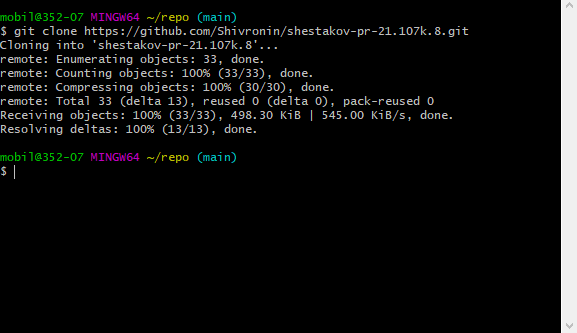 mobil@352-07 MINGW64 ~/repo (main)
$ git clone https://github.com/Shivronin/shestakov-pr-21.107k.8.git
Cloning into 'shestakov-pr-21.107k.8'...
remote: Enumerating objects: 33, done.
remote: Counting objects: 100% (33/33), done.
remote: Compressing objects: 100% (30/30), done.
remote: Total 33 (delta 13), reused 0 (delta 0), pack-reused 0
Receiving objects: 100% (33/33), 498.30 KiB | 545.00 KiB/s, done.
Resolving deltas: 100% (13/13), done.
mobil@352-07 MINGW64 ~/repo (main)
$